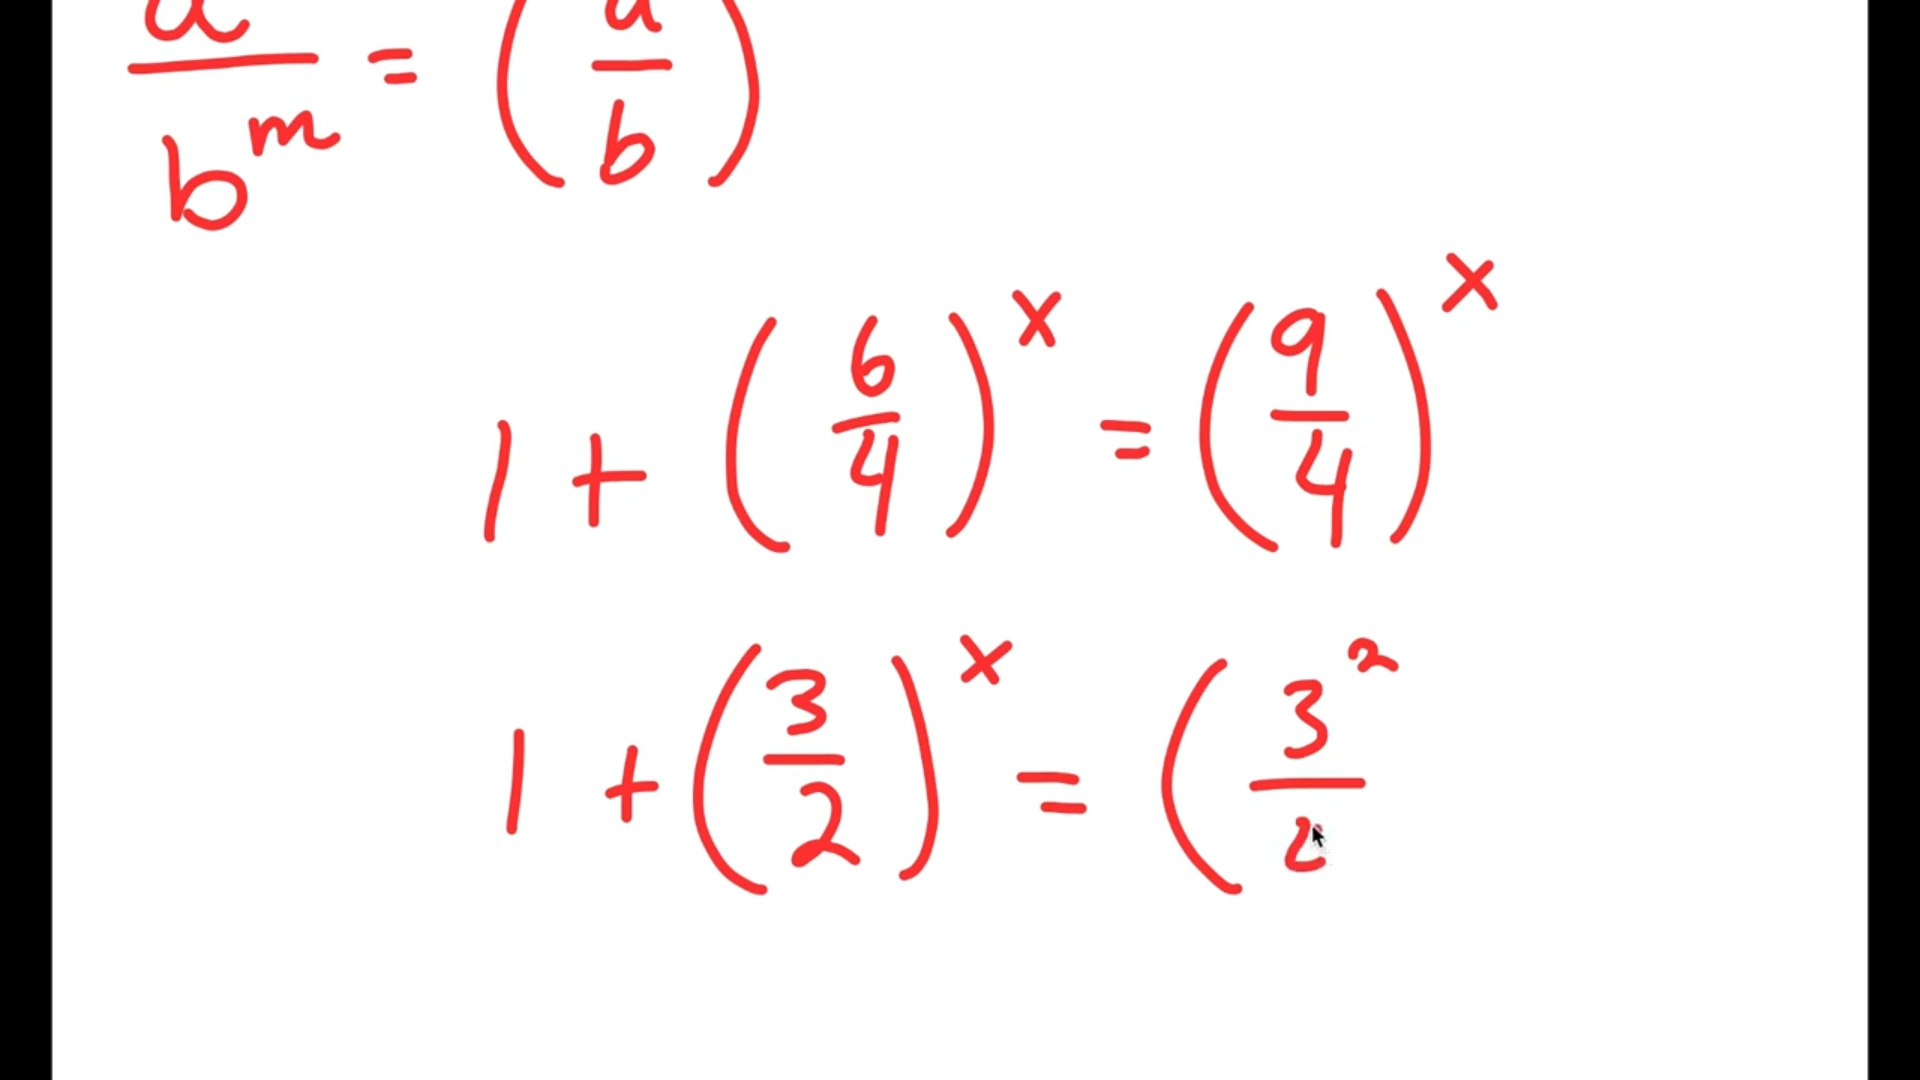 a/b^m = (a/b)
1 + (6/4)^x = (9/4)^x
1 + (3/2)^x = (3^2/2